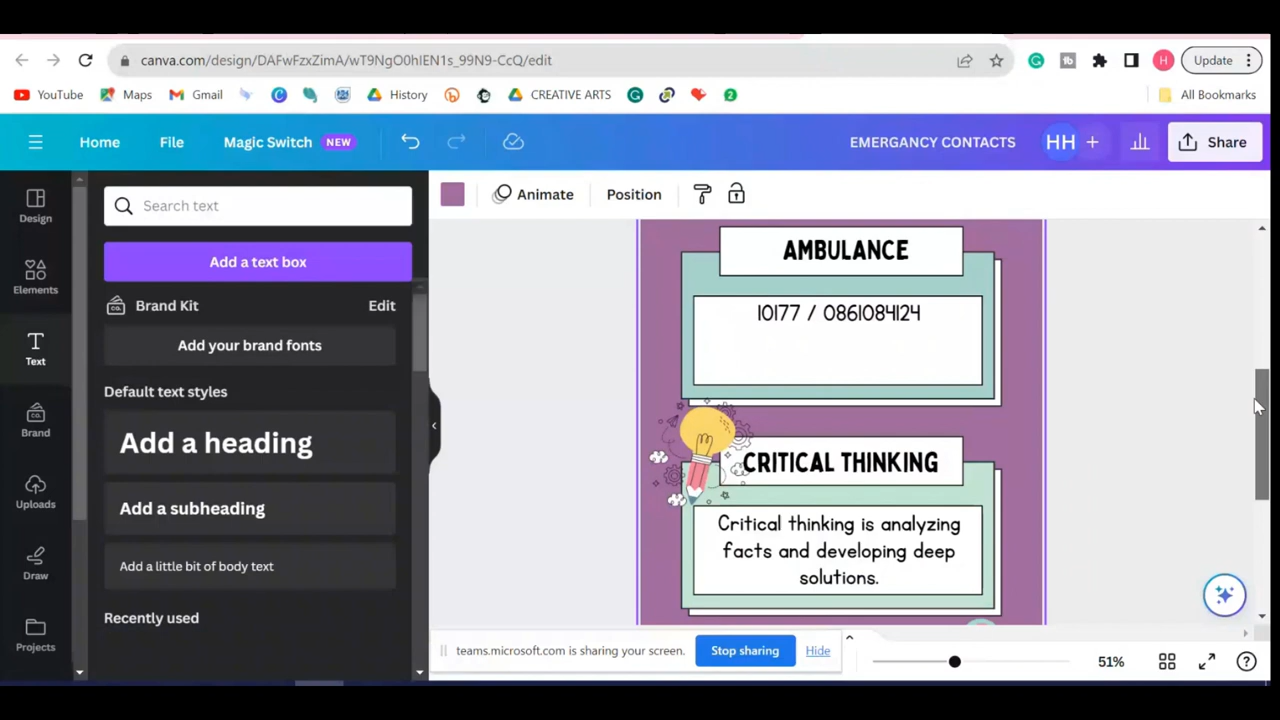 canva.com/design/DAFwFzxZimA/wT9NgO0hIEN1s_99N9-CcQ/edit
H
Update
YouTube
Maps
Gmail
History
CREATIVE ARTS
2
All Bookmarks
Home
File
Magic Switch
NEW
EMERGANCY CONTACTS
HH
Share
Design
Elements
Text
Brand
Uploads
Draw
Projects
Search text
Add a text box
Brand Kit
Edit
Add your brand fonts
Default text styles
Add a heading
Add a subheading
Add a little bit of body text
Recently used
Animate
Position
AMBULANCE
10177 / 0861084124
CRITICAL THINKING
Critical thinking is analyzing
facts and developing deep
solutions.
teams.microsoft.com is sharing your screen.
Stop sharing
Hide
51%